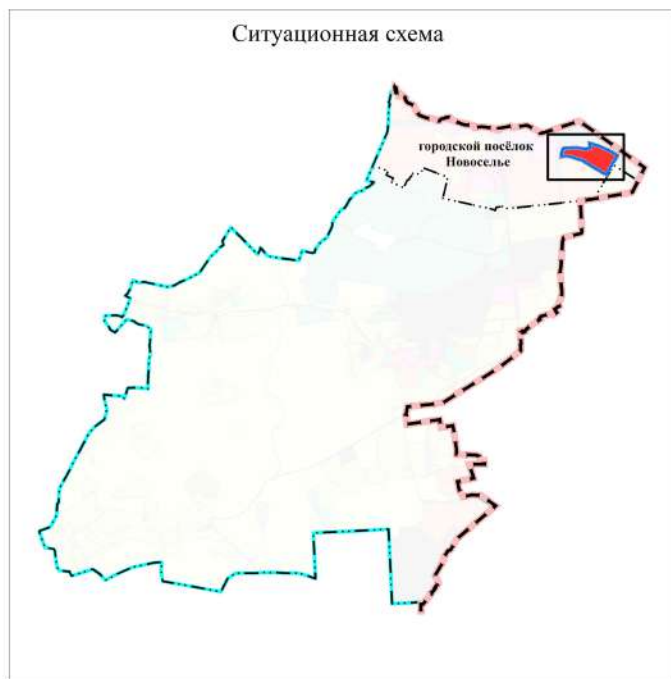 Ситуационная схема
городской посёлок
Новоселье